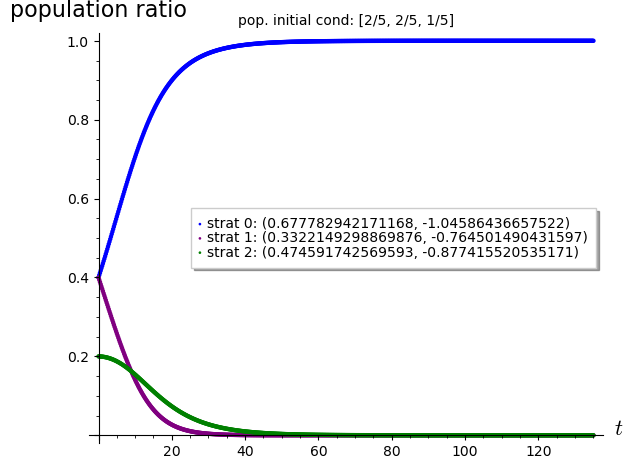 population ratio
pop. initial cond: [2/5, 2/5, 1/5]
1.0
0.8
0.6
strat 0: (0.677782942171168, -1.04586436657522)
strat 1: (0.3322149298869876, -0.764501490431597)
strat 2: (0.474591742569593, -0.877415520535171)
0.4
0.2
t
20 40 60 80 100 120